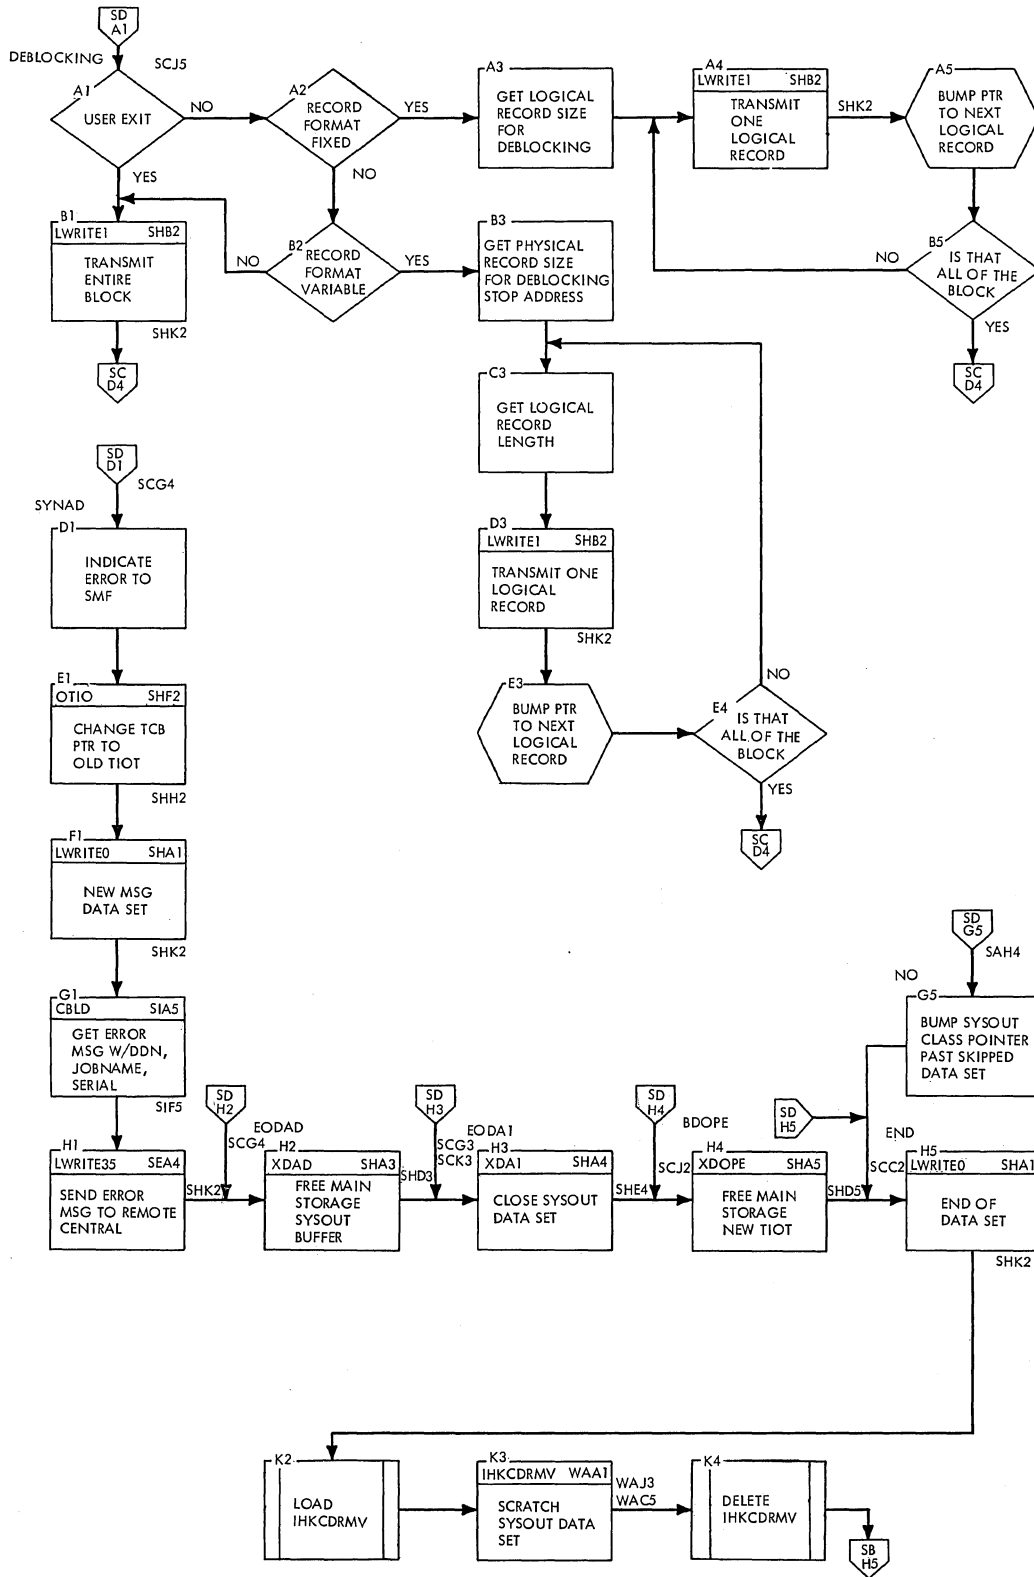 SD
A1
DEBLOCKING
SCJ5
A1
USER EXIT
NO
YES
A2
RECORD
FORMAT
FIXED
YES
NO
A3
GET LOGICAL
RECORD SIZE
FOR
DEBLOCKING
A4
LWRITE1 SHB2
TRANSMIT
ONE
LOGICAL
RECORD
SHK2
A5
BUMP PTR
TO NEXT
LOGICAL
RECORD
B1
LWRITE1 SHB2
TRANSMIT
ENTIRE
BLOCK
SHK2
SC
D4
NO
B2
RECORD
FORMAT
VARIABLE
YES
B3
GET PHYSICAL
RECORD SIZE
FOR DEBLOCKING
STOP ADDRESS
NO
B5
IS THAT
ALL OF THE
BLOCK
YES
SC
D4
C3
GET LOGICAL
RECORD
LENGTH
D3
LWRITE1 SHB2
TRANSMIT ONE
LOGICAL
RECORD
SHK2
E3
BUMP PTR
TO NEXT
LOGICAL
RECORD
NO
E4
IS THAT
ALL OF THE
BLOCK
YES
SC
D4
SD
D1
SCG4
SYNAD
D1
INDICATE
ERROR TO
SMF
E1
OTIO SHF2
CHANGE TCB
PTR TO
OLD TIOT
SHH2
F1
LWRITE0 SHA1
NEW MSG
DATA SET
SHK2
G1
CBLD SIA5
GET ERROR
MSG W/DDN,
JOBNAME,
SERIAL
SIF5
SD
G5
SAH4
NO
G5
BUMP SYSOUT
CLASS POINTER
PAST SKIPPED
DATA SET
H1
LWRITE35 SEA4
SEND ERROR
MSG TO REMOTE
CENTRAL
SHK2
SD
H2
SCG4
EODAD
H2
XDAD SHA3
FREE MAIN
STORAGE
SYSOUT
BUFFER
SHD3
SD
H3
SCG3
SCK3
EODA1
H3
XDA1 SHA4
CLOSE SYSOUT
DATA SET
SHE4
SD
H4
SCJ2
BDOPE
H4
XDOPE SHA5
FREE MAIN
STORAGE
NEW TIOT
SHD5
SD
H5
SCC2
END
H5
LWRITE0 SHA1
END OF
DATA SET
SHK2
K2
LOAD
IHKCDRMV
K3
IHKCDRMV WAA1
SCRATCH
SYSOUT DATA
SET
WAJ3
WAC5
K4
DELETE
IHKCDRMV
SB
H5